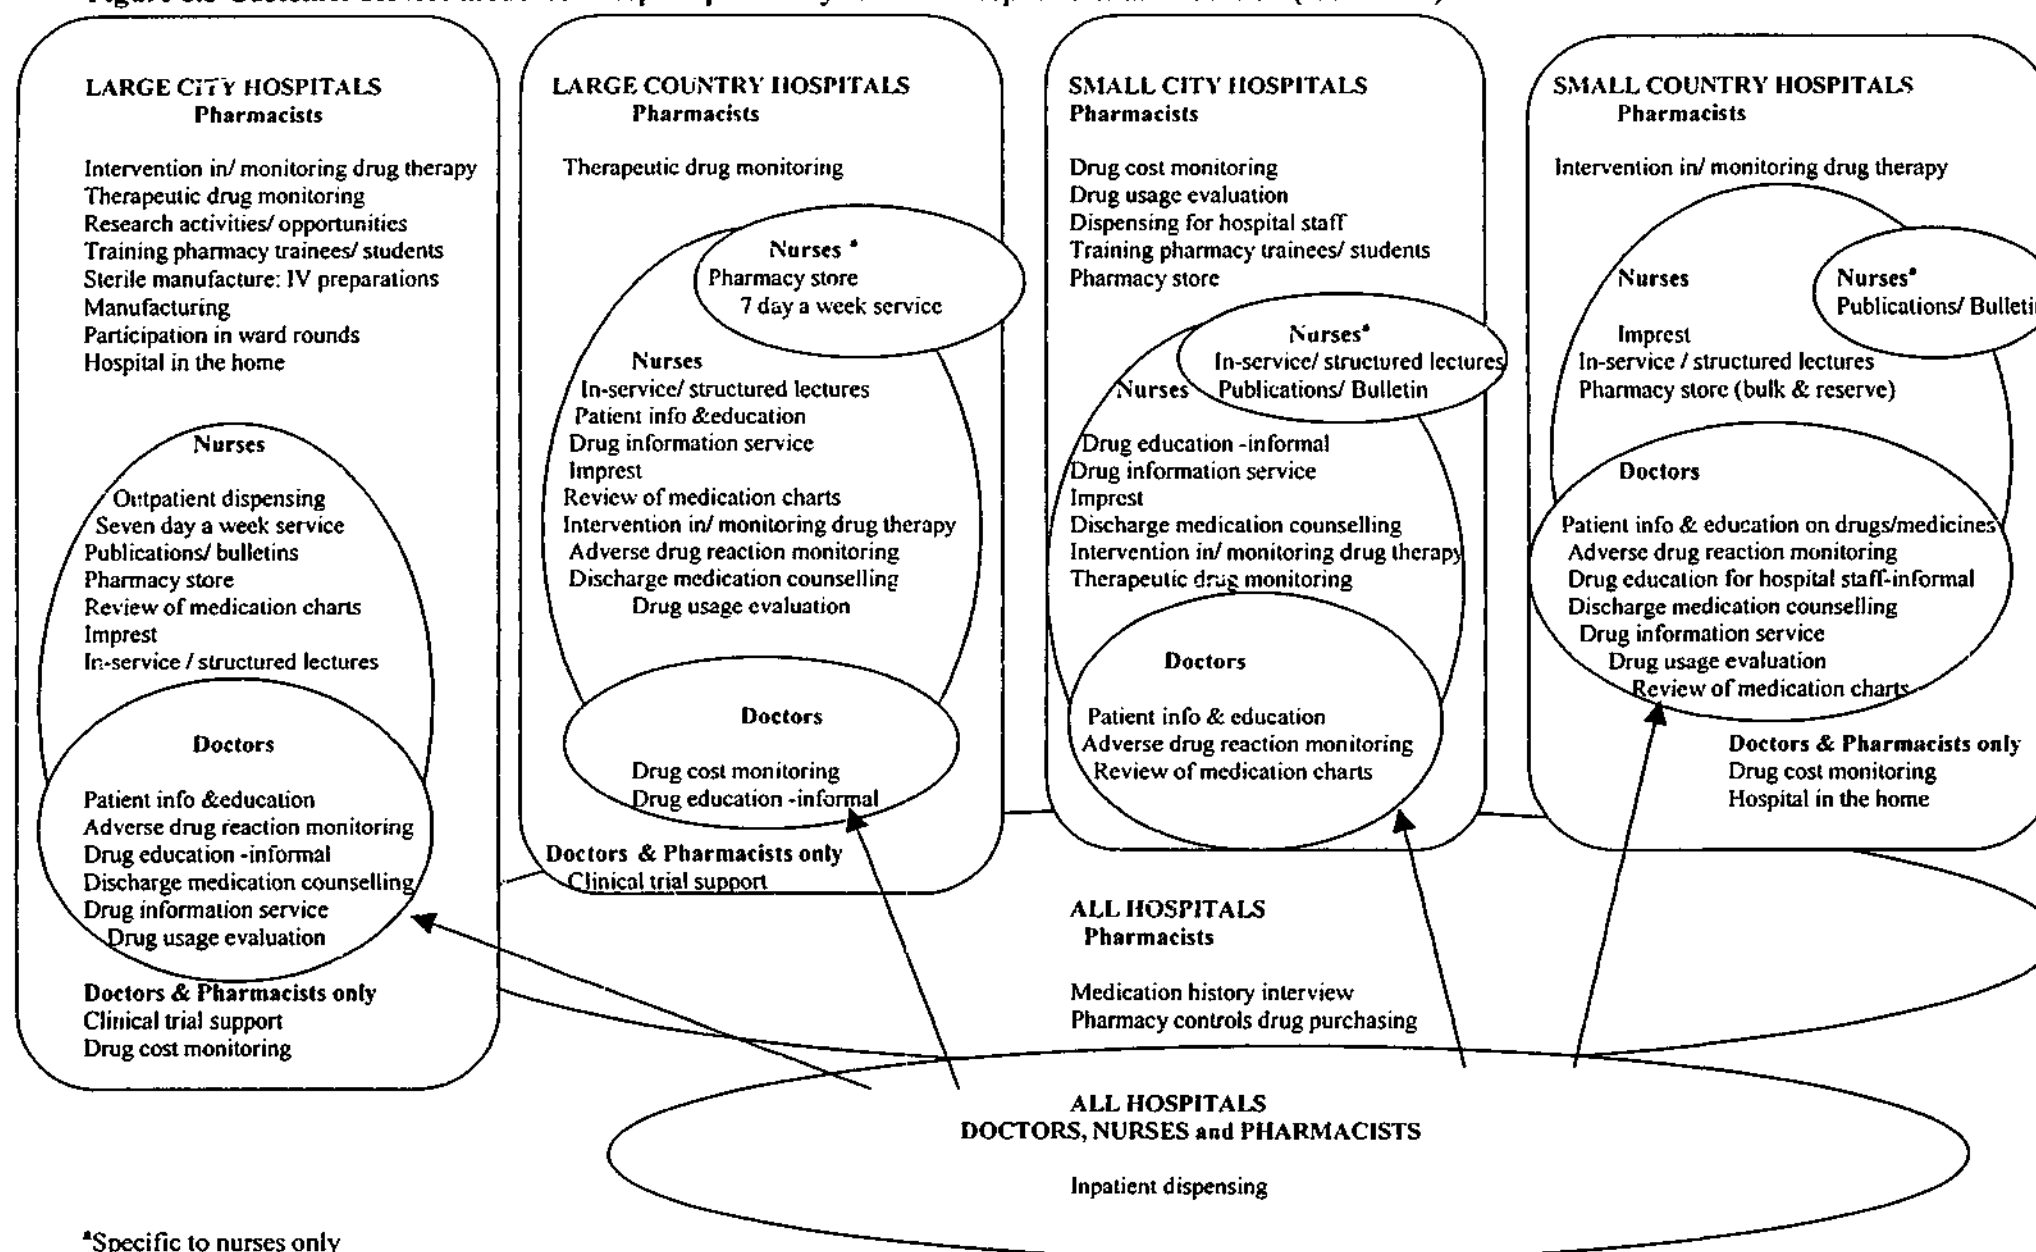 LARGE CITY HOSPITALS
Pharmacists
Intervention in/ monitoring drug therapy
Therapeutic drug monitoring
Research activities/ opportunities
Training pharmacy trainees/ students
Sterile manufacture: IV preparations
Manufacturing
Participation in ward rounds
Hospital in the home
Nurses
Outpatient dispensing
Seven day a week service
Publications/ bulletins
Pharmacy store
Review of medication charts
Imprest
In-service / structured lectures
Doctors
Patient info &education
Adverse drug reaction monitoring
Drug education -informal
Discharge medication counselling
Drug information service
Drug usage evaluation
Doctors & Pharmacists only
Clinical trial support
Drug cost monitoring
LARGE COUNTRY HOSPITALS
Pharmacists
Therapeutic drug monitoring
Nurses ª
Pharmacy store
7 day a week service
Nurses
In-service/ structured lectures
Patient info &education
Drug information service
Imprest
Review of medication charts
Intervention in/ monitoring drug therapy
Adverse drug reaction monitoring
Discharge medication counselling
Drug usage evaluation
Doctors
Drug cost monitoring
Drug education -informal
Doctors & Pharmacists only
Clinical trial support
SMALL CITY HOSPITALS
Pharmacists
Drug cost monitoring
Drug usage evaluation
Dispensing for hospital staff
Training pharmacy trainees/ students
Pharmacy store
Nursesª
In-service/ structured lectures
Publications/ Bulletin
Nurses
Drug education -informal
Drug information service
Imprest
Discharge medication counselling
Intervention in/ monitoring drug therapy
Therapeutic drug monitoring
Doctors
Patient info & education
Adverse drug reaction monitoring
Review of medication charts
SMALL COUNTRY HOSPITALS
Pharmacists
Intervention in/ monitoring drug therapy
Nurses
Nursesª
Publications/ Bulleti
Imprest
In-service / structured lectures
Pharmacy store (bulk & reserve)
Doctors
Patient info & education on drugs/medicines
Adverse drug reaction monitoring
Drug education for hospital staff-informal
Discharge medication counselling
Drug information service
Drug usage evaluation
Review of medication charts
Doctors & Pharmacists only
Drug cost monitoring
Hospital in the home
ALL HOSPITALS
Pharmacists
Medication history interview
Pharmacy controls drug purchasing
ALL HOSPITALS
DOCTORS, NURSES and PHARMACISTS
Inpatient dispensing
ªSpecific to nurses only